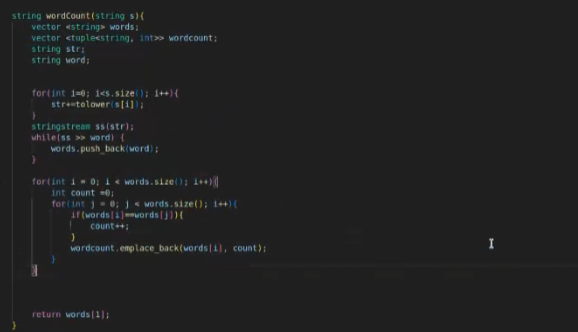 string wordCount(string s){
vector <string> words;
vector <tuple<string, int>> wordcount;
string str;
string word;
for(int i=0; i<s.size(); i++){
str+=tolower(s[i]);
}
stringstream ss(str);
while(ss >> word) {
words.push_back(word);
}
for(int i = 0; i < words.size(); i++){
int count =0;
for(int j = 0; j < words.size(); i++){
if(words[i]==words[j]){
count++;
}
wordcount.emplace_back(words[i], count);
}
}
return words[1];
}